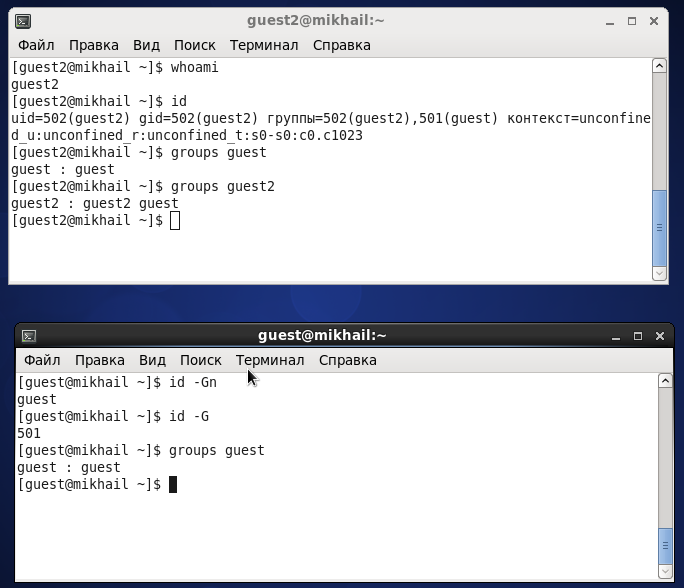 guest2@mikhail:~
Файл Правка Вид Поиск Терминал Справка
[guest2@mikhail ~]$ whoami
guest2
[guest2@mikhail ~]$ id
uid=502(guest2) gid=502(guest2) группы=502(guest2),501(guest) контекст=unconfine
d_u:unconfined_r:unconfined_t:s0-s0:c0.c1023
[guest2@mikhail ~]$ groups guest
guest : guest
[guest2@mikhail ~]$ groups guest2
guest2 : guest2 guest
[guest2@mikhail ~]$
guest@mikhail:~
Файл Правка Вид Поиск Терминал Справка
[guest@mikhail ~]$ id -Gn
guest
[guest@mikhail ~]$ id -G
501
[guest@mikhail ~]$ groups guest
guest : guest
[guest@mikhail ~]$